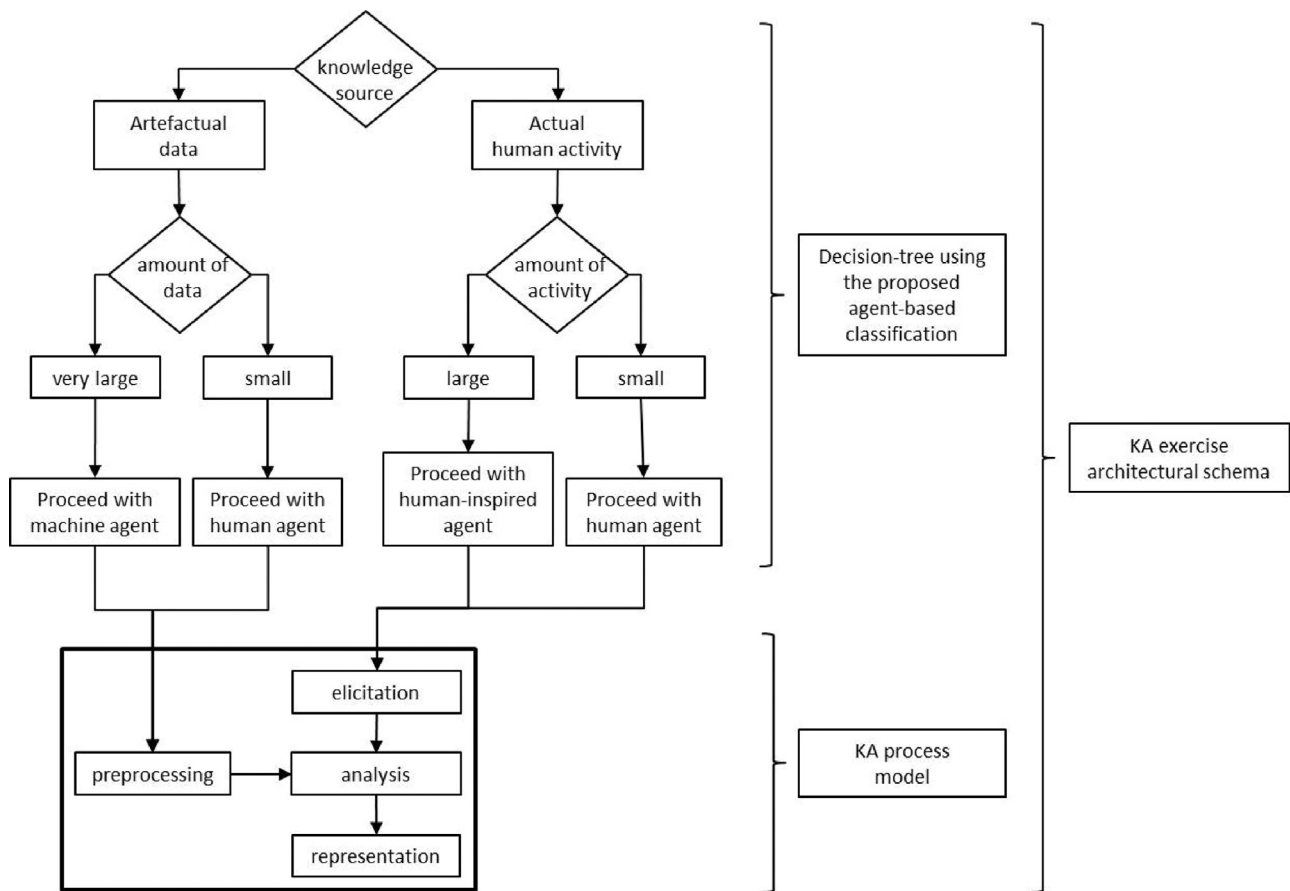 knowledge
source
Artefactual
data
Actual
human activity
amount of
data
amount of
activity
Decision-tree using
the proposed
agent-based
classification
very large
small
large
small
KA exercise
architectural schema
Proceed with
machine agent
Proceed with
human agent
Proceed with
human-inspired
agent
Proceed with
human agent
elicitation
preprocessing
analysis
representation
KA process
model